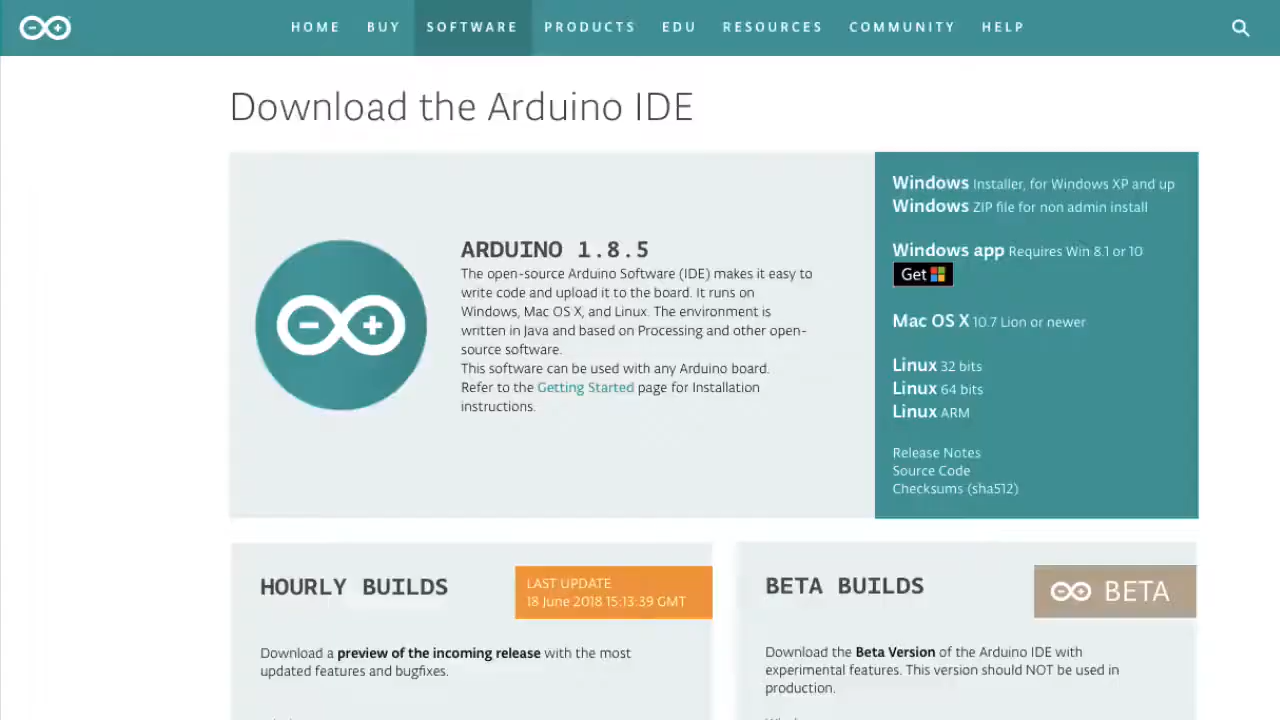 HOME BUY SOFTWARE PRODUCTS EDU RESOURCES COMMUNITY HELP
Download the Arduino IDE
ARDUINO 1.8.5
The open-source Arduino Software (IDE) makes it easy to
write code and upload it to the board. It runs on
Windows, Mac OS X, and Linux. The environment is
written in Java and based on Processing and other open-
source software.
This software can be used with any Arduino board.
Refer to the Getting Started page for Installation
instructions.
Windows Installer, for Windows XP and up
Windows ZIP file for non admin install
Windows app Requires Win 8.1 or 10
Get
Mac OS X 10.7 Lion or newer
Linux 32 bits
Linux 64 bits
Linux ARM
Release Notes
Source Code
Checksums (sha512)
HOURLY BUILDS
LAST UPDATE
18 June 2018 15:13:39 GMT
Download a preview of the incoming release with the most
updated features and bugfixes.
BETA BUILDS
BETA
Download the Beta Version of the Arduino IDE with
experimental features. This version should NOT be used in
production.